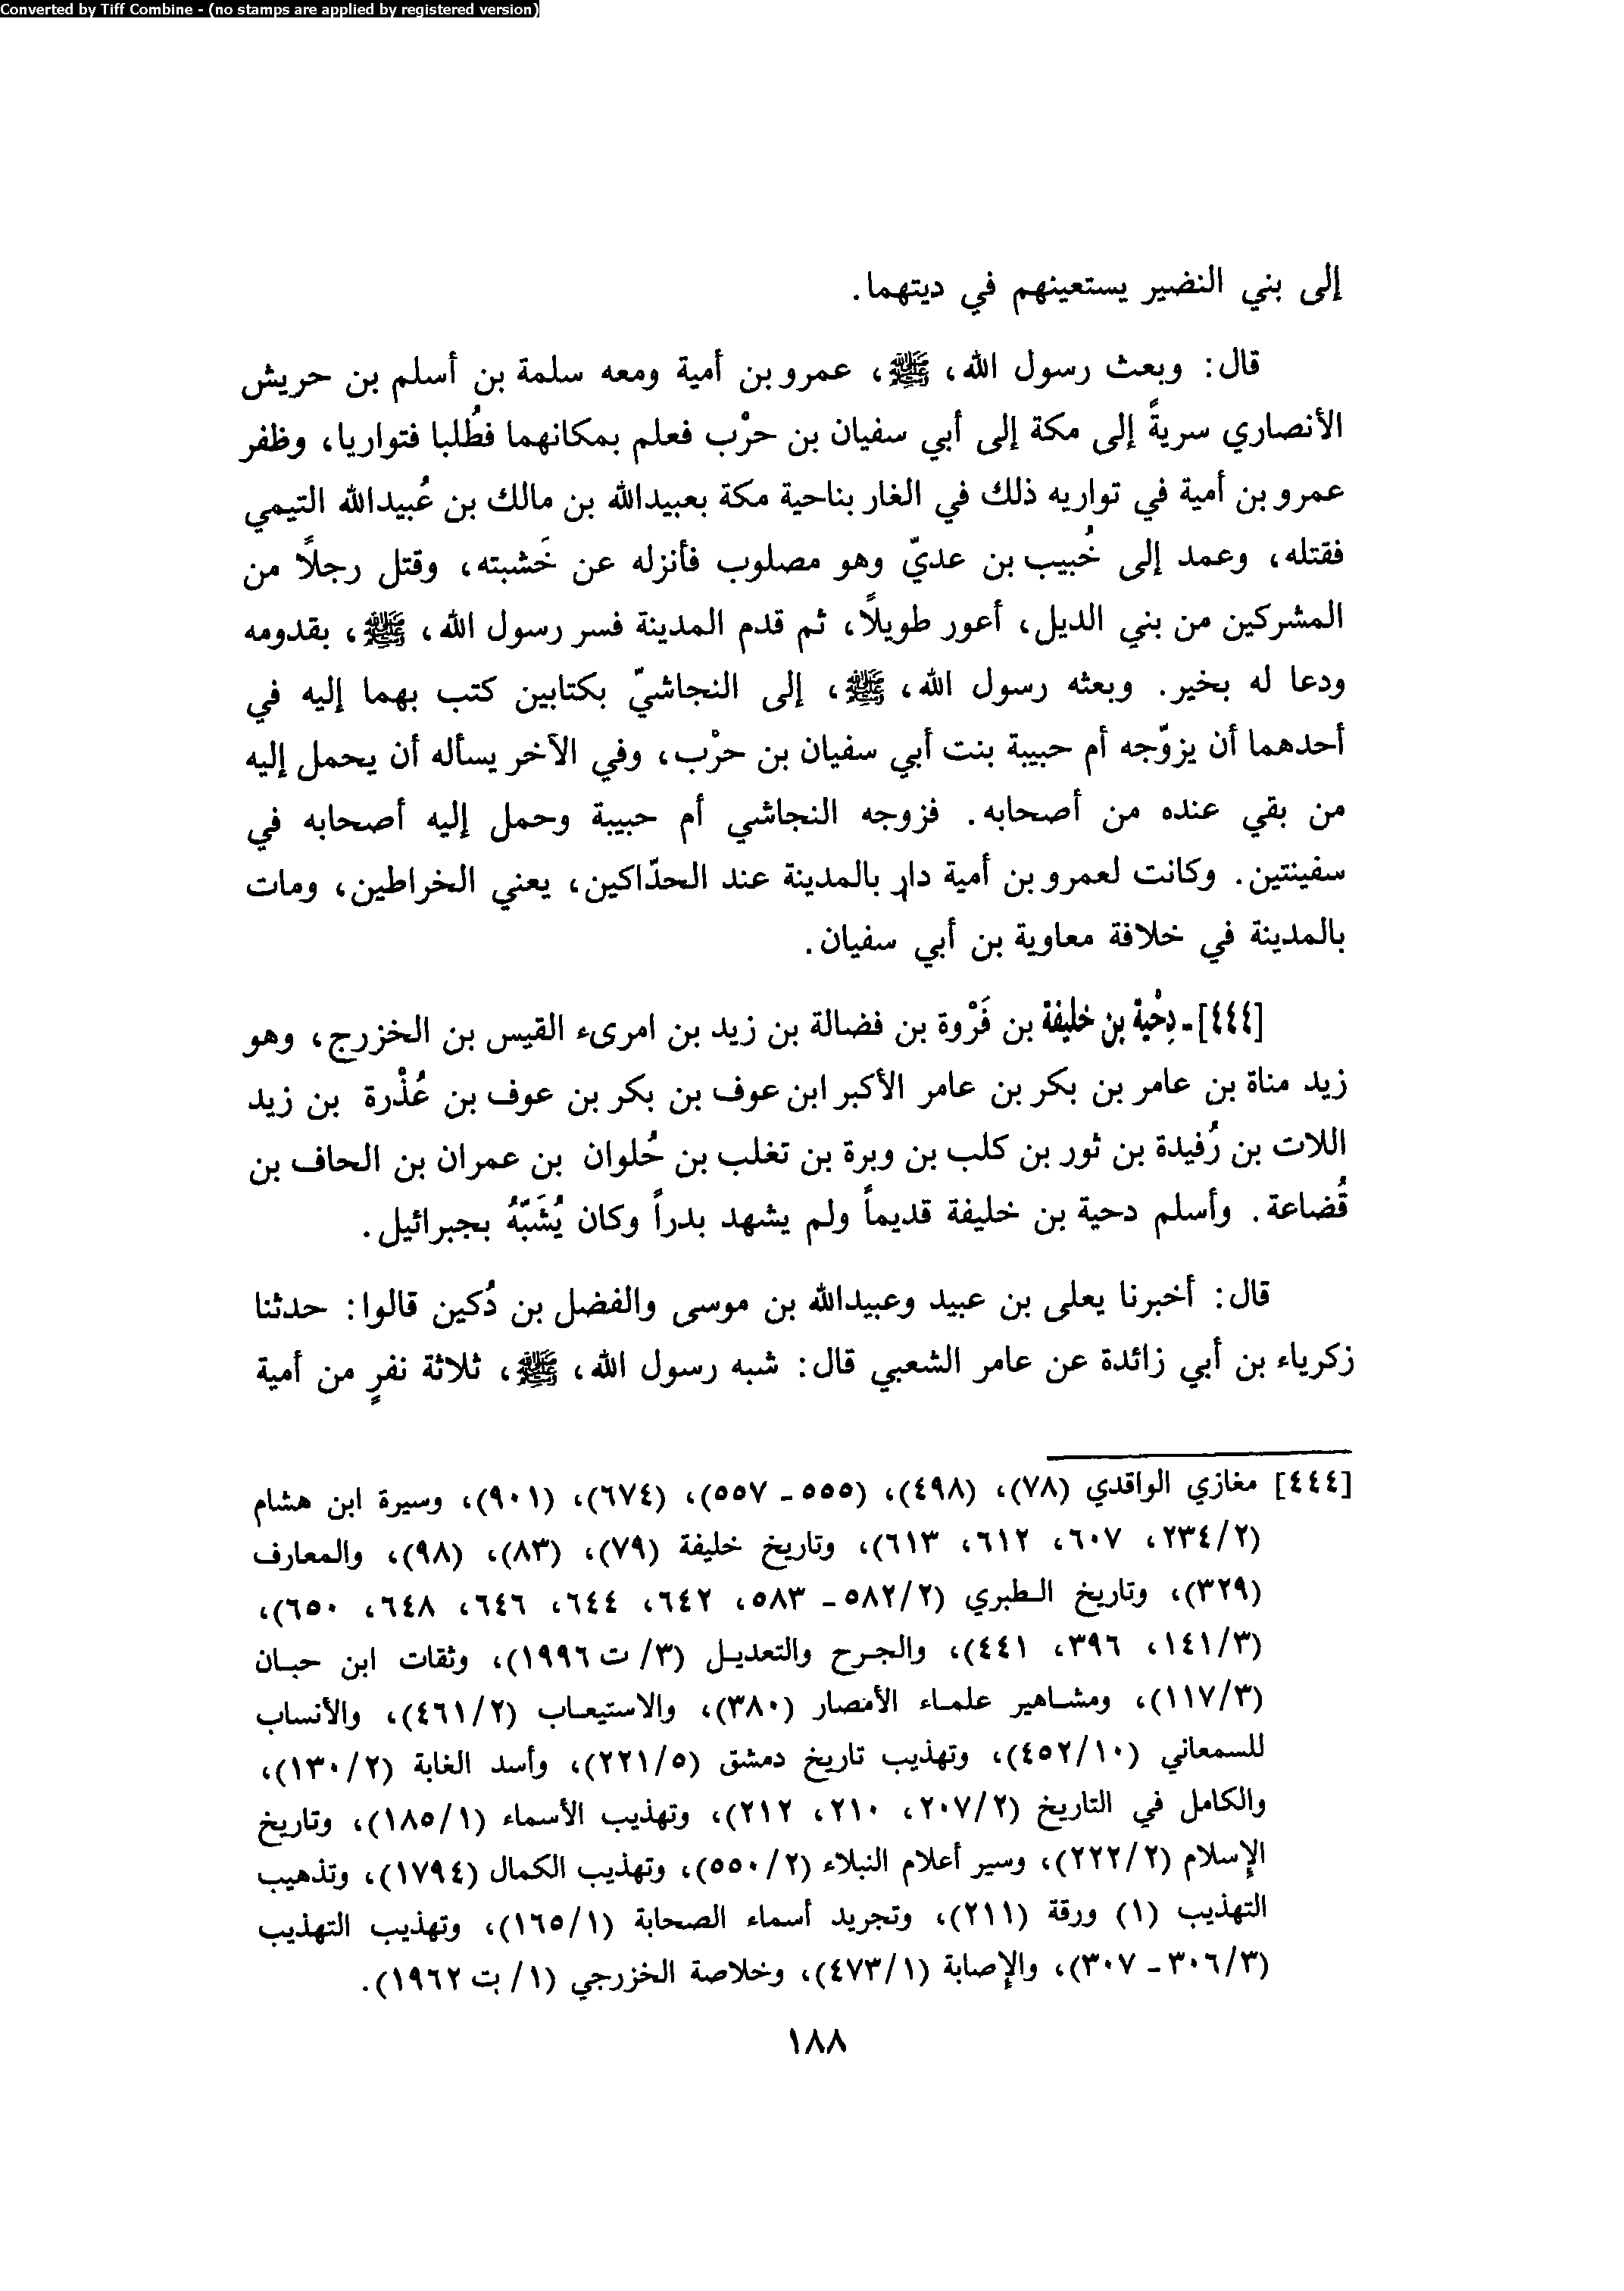 Converted by Tiff Combine - (no stamps are applied by registered version)
إلى بني النضير يستعينهم في ديتهما.
قال: وبعث رسول الله، ﷺ، عمرو بن أمية ومعه سلمة بن أسلم بن حريش
الأنصاري سريةً إلى مكة إلى أبي سفيان بن حرْب فعلم بمكانهما فطُلبا فتواريا، وظفر
عمرو بن أمية في تواريه ذلك في الغار بناحية مكة بعبيدالله بن مالك بن عُبيدالله التيمي
فقتله، وعمد إلى خُبيب بن عديّ وهو مصلوب فأنزله عن خَشبته، وقتل رجلًا من
المشركين من بني الديل، أعور طويلًا، ثم قدم المدينة فسر رسول الله، ﷺ، بقدومه
ودعا له بخير. وبعثه رسول الله، ﷺ، إلى النجاشيّ بكتابين كتب بهما إليه في
أحدهما أن يزوّجه أم حبيبة بنت أبي سفيان بن حرْب، وفي الآخر يسأله أن يحمل إليه
من بقي عنده من أصحابه. فزوجه النجاشي أم حبيبة وحمل إليه أصحابه في
سفينتين. وكانت لعمرو بن أمية دار بالمدينة عند الحدّاكين، يعني الخراطين، ومات
بالمدينة في خلافة معاوية بن أبي سفيان.
[٤٤٤]ـ دِحْية بن خليفة بن فَرْوة بن فضالة بن زيد بن امرىء القيس بن الخزرج، وهو
زيد مناة بن عامر بن بكر بن عامر الأكبر ابن عوف بن بكر بن عوف بن عُذْرة بن زيد
اللات بن رُفيدة بن ثور بن كلب بن وبرة بن تغلب بن حُلوان بن عمران بن الحاف بن
قُضاعة. وأسلم دحية بن خليفة قديماً ولم يشهد بدراً وكان يُشَبَّهُ بجبرائيل.
قال: أخبرنا يعلى بن عبيد وعبيدالله بن موسى والفضل بن دُكين قالوا: حدثنا
زكرياء بن أبي زائدة عن عامر الشعبي قال: شبه رسول الله، ﷺ، ثلاثة نفرٍ من أمية
[٤٤٤] مغازي الواقدي (٧٨)، (٤٩٨)، (٥٥٥ ـ ٥٥٧)، (٦٧٤)، (٩٠١)، وسيرة ابن هشام
(٢/‏٢٣٤، ٦٠٧، ٦١٢، ٦١٣)، وتاريخ خليفة (٧٩)، (٨٣)، (٩٨)، والمعارف
(٣٢٩)، وتاريخ الطبري (٢/‏٥٨٢ ـ ٥٨٣، ٦٤٢، ٦٤٤، ٦٤٦، ٦٤٨، ٦٥٠)،
(٣/‏١٤١، ٣٩٦، ٤٤١)، والجرح والتعديل (٣/ ت ١٩٩٦)، وثقات ابن حبان
(٣/‏١١٧)، ومشاهير علماء الأمصار (٣٨٠)، والاستيعاب (٢/‏٤٦١)، والأنساب
للسمعاني (١٠/‏٤٥٢)، وتهذيب تاريخ دمشق (٥/‏٢٢١)، وأسد الغابة (٢/‏١٣٠)،
والكامل في التاريخ (٢/‏٢٠٧، ٢١٠، ٢١٢)، وتهذيب الأسماء (١/‏١٨٥)، وتاريخ
الإسلام (٢/‏٢٢٢)، وسير أعلام النبلاء (٢/‏٥٥٠)، وتهذيب الكمال (١٧٩٤)، وتذهيب
التهذيب (١) ورقة (٢١١)، وتجريد أسماء الصحابة (١/‏١٦٥)، وتهذيب التهذيب
(٣/‏٣٠٦ ـ ٣٠٧)، والإصابة (١/‏٤٧٣)، وخلاصة الخزرجي (١/ ت ١٩٦٢).
١٨٨